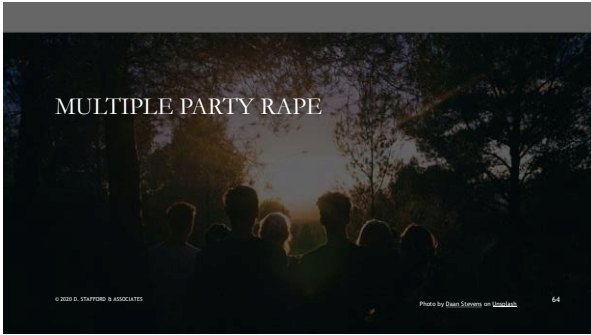 MULTIPLE PARTY RAPE
© 2020 D. STAFFORD & ASSOCIATES
Photo by Daan Stevens on Unsplash
64